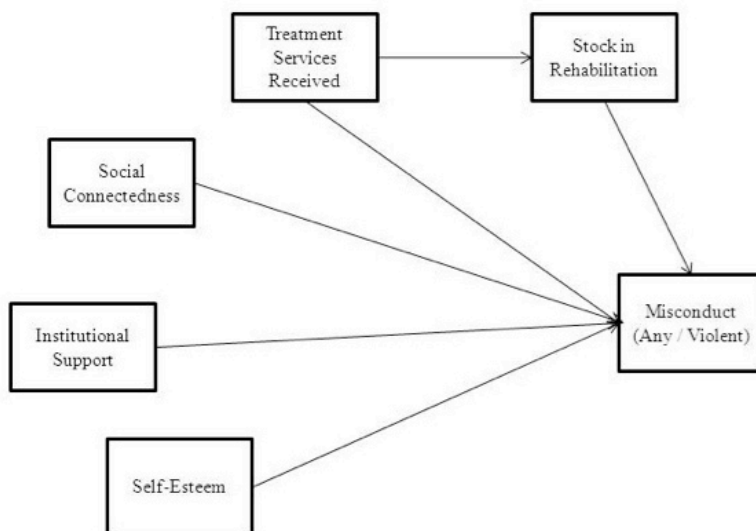 Treatment
Services
Received
Stock in
Rehabilitation
Social
Connectedness
Misconduct
(Any / Violent)
Institutional
Support
Self-Esteem